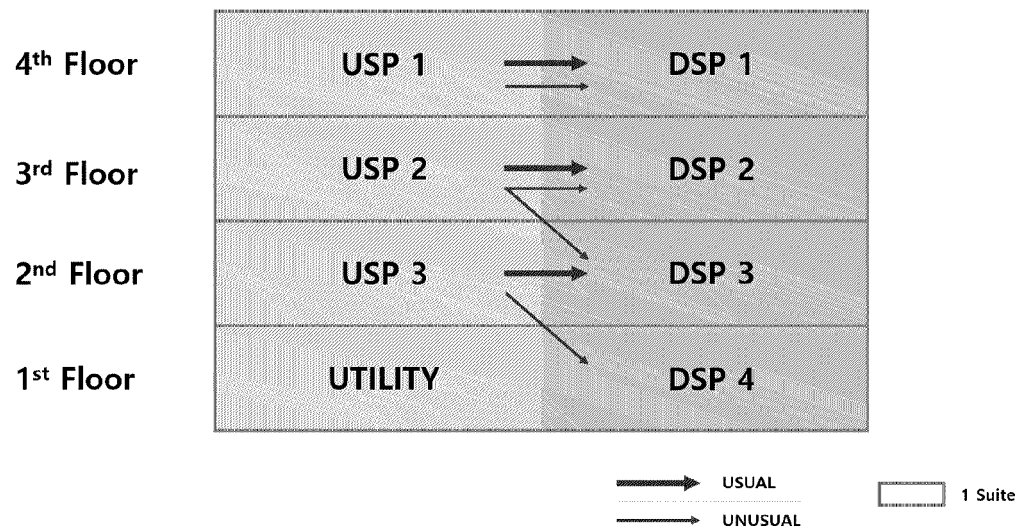 4th Floor USP 1 DSP 1
3rd Floor USP 2 DSP 2
2nd Floor USP 3 DSP 3
1st Floor UTILITY DSP 4
USUAL
1 Suite
UNUSUAL